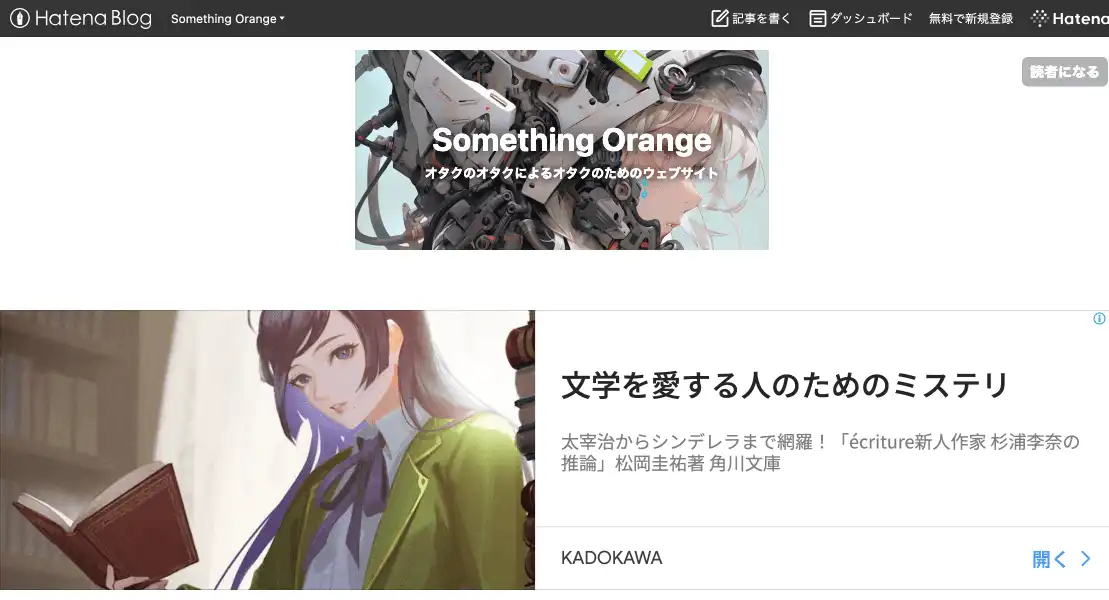 Hatena Blog Something Orange 記事を書く ダッシュボード 無料で新規登録 Hatena
読者になる
Something Orange
オタクのオタクによるオタクのためのウェブサイト
文学を愛する人のためのミステリ
太宰治からシンデレラまで網羅！「écriture新人作家 杉浦李奈の
推論」松岡圭祐著 角川文庫
KADOKAWA
開く